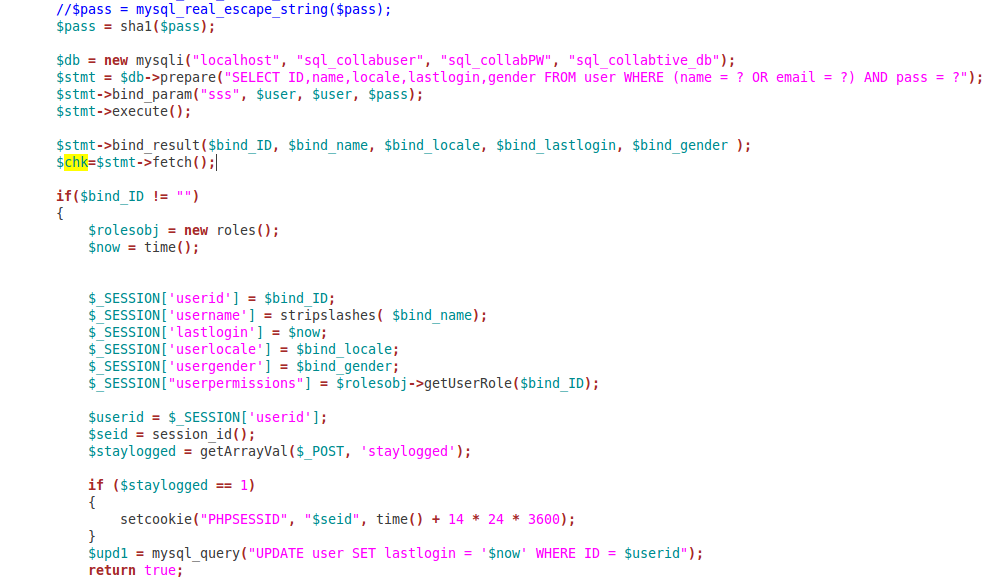 //$pass = mysql_real_escape_string($pass);
$pass = sha1($pass);
$db = new mysqli("localhost", "sql_collabuser", "sql_collabPW", "sql_collabtive_db");
$stmt = $db->prepare("SELECT ID,name,locale,lastlogin,gender FROM user WHERE (name = ? OR email = ?) AND pass = ?");
$stmt->bind_param("sss", $user, $user, $pass);
$stmt->execute();
$stmt->bind_result($bind_ID, $bind_name, $bind_locale, $bind_lastlogin, $bind_gender );
$chk=$stmt->fetch();
if($bind_ID != "")
{
$rolesobj = new roles();
$now = time();
$_SESSION['userid'] = $bind_ID;
$_SESSION['username'] = stripslashes( $bind_name);
$_SESSION['lastlogin'] = $now;
$_SESSION['userlocale'] = $bind_locale;
$_SESSION['usergender'] = $bind_gender;
$_SESSION["userpermissions"] = $rolesobj->getUserRole($bind_ID);
$userid = $_SESSION['userid'];
$seid = session_id();
$staylogged = getArrayVal($_POST, 'staylogged');
if ($staylogged == 1)
{
setcookie("PHPSESSID", "$seid", time() + 14 * 24 * 3600);
}
$upd1 = mysql_query("UPDATE user SET lastlogin = '$now' WHERE ID = $userid");
return true;